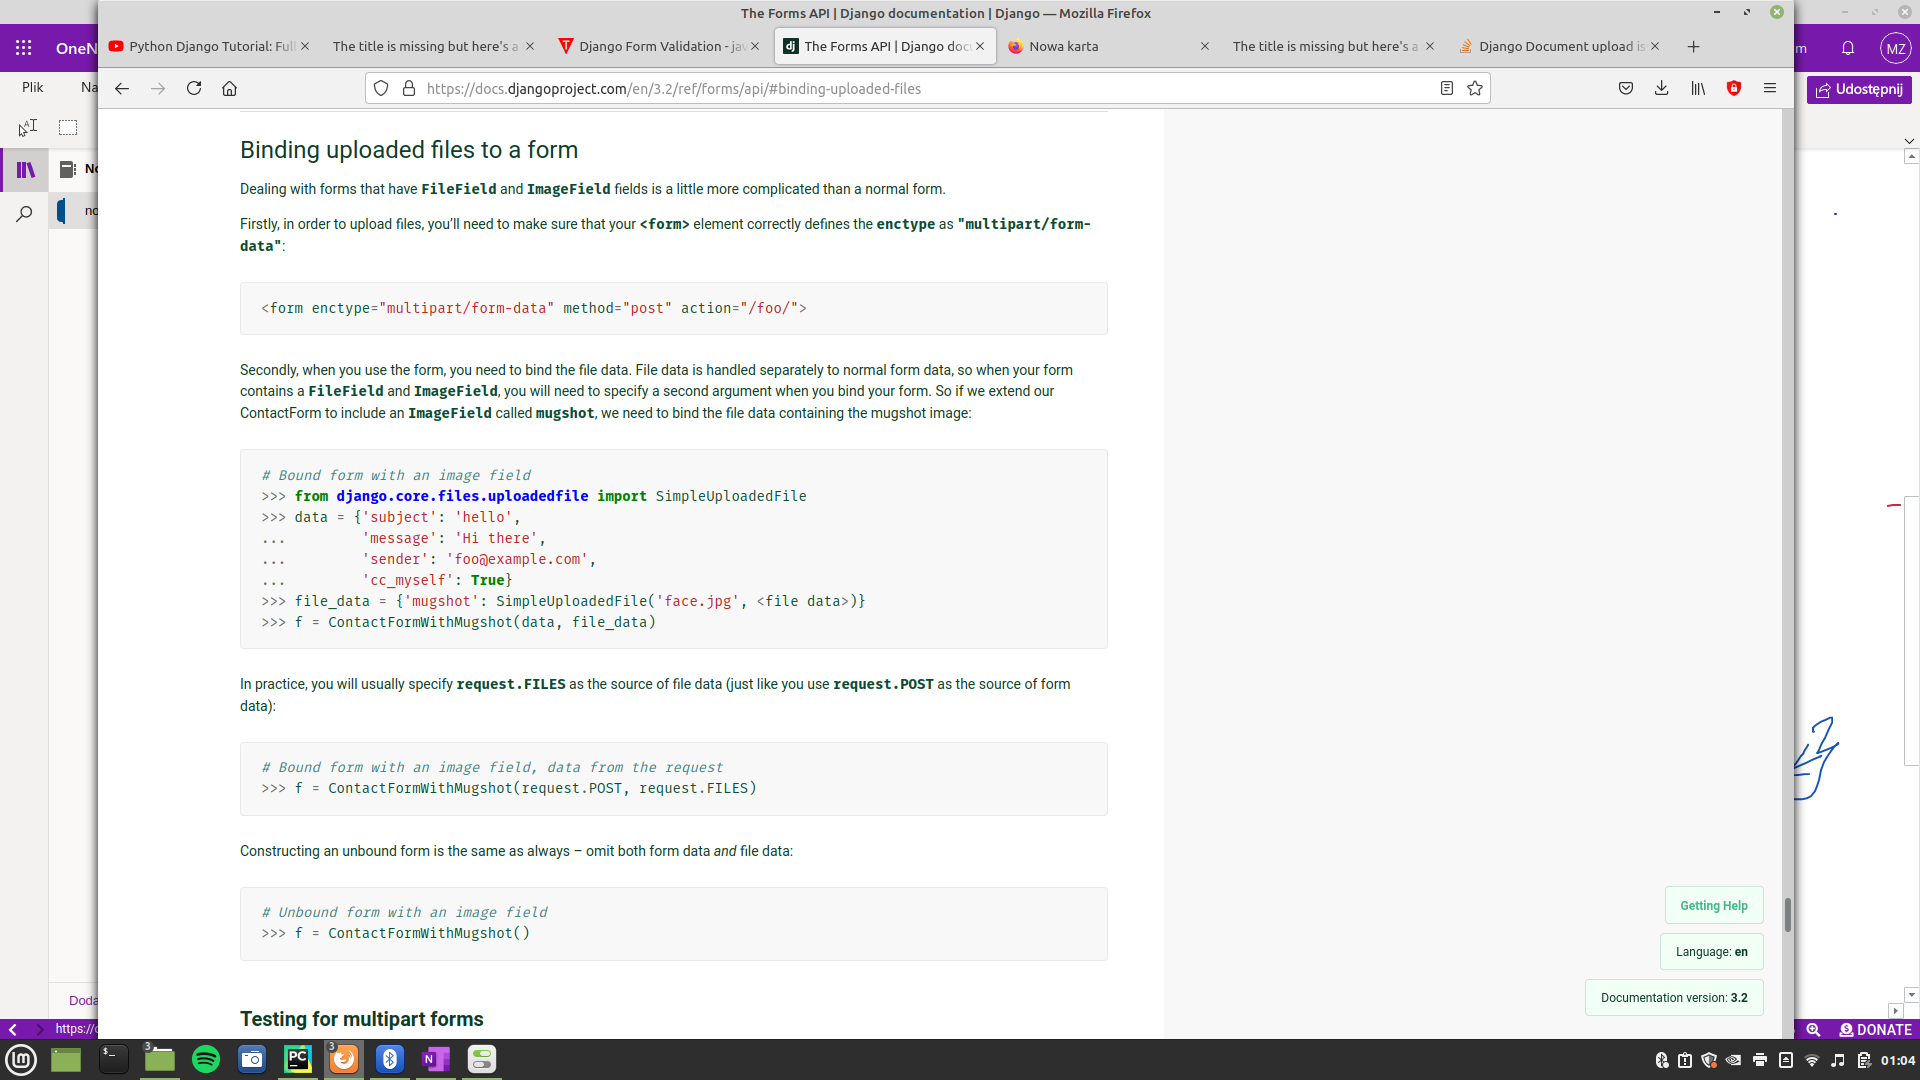 The Forms API | Django documentation | Django — Mozilla Firefox
Python Django Tutorial: Ful
The title is missing but here's a
Django Form Validation - jav
The Forms API | Django doc
Nowa karta
The title is missing but here's a
Django Document upload is
OneN
m
MZ
https://docs.djangoproject.com/en/3.2/ref/forms/api/#binding-uploaded-files
Plik
Na
Udostępnij
No
no
Binding uploaded files to a form
Dealing with forms that have FileField and ImageField fields is a little more complicated than a normal form.
Firstly, in order to upload files, you’ll need to make sure that your <form> element correctly defines the enctype as "multipart/form-
data":
<form enctype="multipart/form-data" method="post" action="/foo/">
Secondly, when you use the form, you need to bind the file data. File data is handled separately to normal form data, so when your form
contains a FileField and ImageField, you will need to specify a second argument when you bind your form. So if we extend our
ContactForm to include an ImageField called mugshot, we need to bind the file data containing the mugshot image:
# Bound form with an image field
>>> from django.core.files.uploadedfile import SimpleUploadedFile
>>> data = {'subject': 'hello',
...         'message': 'Hi there',
...         'sender': 'foo@example.com',
...         'cc_myself': True}
>>> file_data = {'mugshot': SimpleUploadedFile('face.jpg', <file data>)}
>>> f = ContactFormWithMugshot(data, file_data)
In practice, you will usually specify request.FILES as the source of file data (just like you use request.POST as the source of form
data):
# Bound form with an image field, data from the request
>>> f = ContactFormWithMugshot(request.POST, request.FILES)
Constructing an unbound form is the same as always – omit both form data and file data:
# Unbound form with an image field
>>> f = ContactFormWithMugshot()
Getting Help
Language: en
Documentation version: 3.2
Testing for multipart forms
Doda
https://
DONATE
3
3
PC
N
01:04